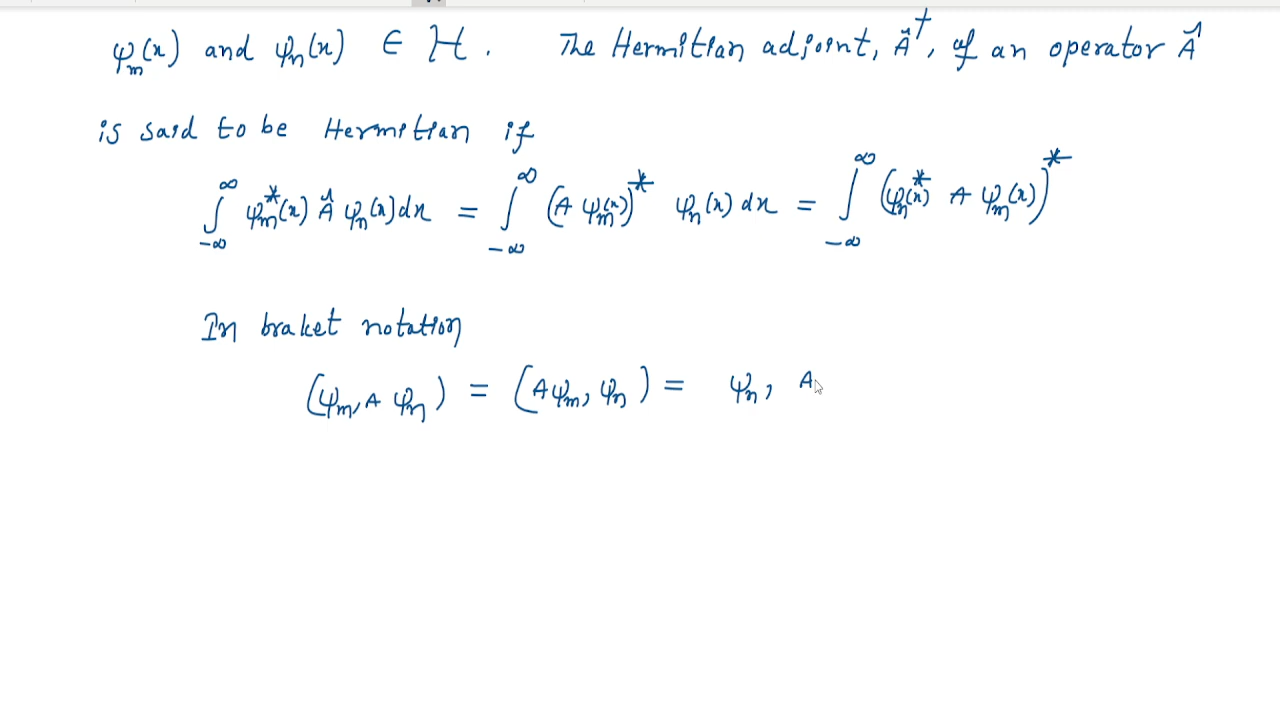 ψₘ(x) and ψₙ(x) ∈ H. The Hermitian adjoint, Â†, of an operator Â
is said to be Hermitian if
∫_{-∞}^{∞} ψₘ*(x) Â ψₙ(x) dx = ∫_{-∞}^{∞} (A ψₘ(x))* ψₙ(x) dx = ∫_{-∞}^{∞} (ψₙ(x)* A ψₘ(x))*
In braket notation
(ψₘ, A ψₙ) = (Aψₘ, ψₙ) = ψₙ, A